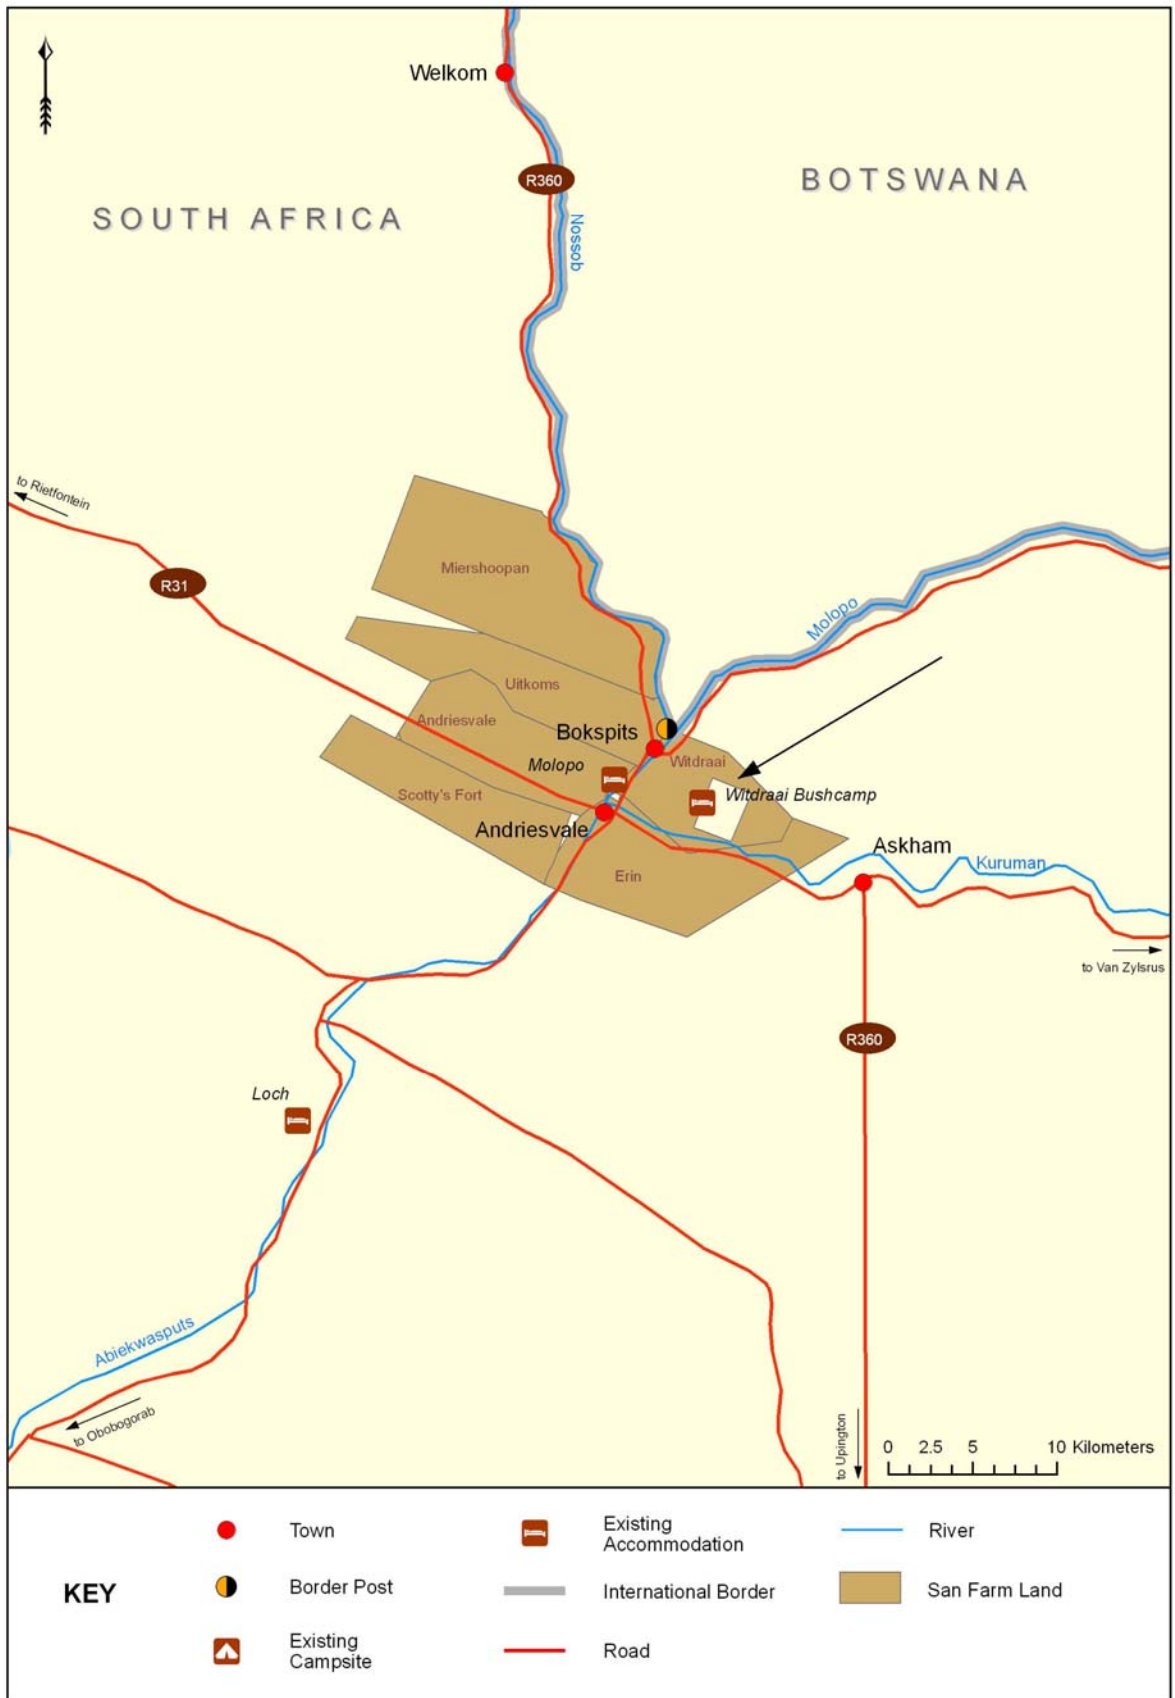 Welkom
R360
BOTSWANA
SOUTH AFRICA
Nossob
to Rietfontein
R31
Miershoopan
Molopo
Uitkoms
Andriesvale
Bokspits
Witdraai
Molopo
Scotty's Fort
Witdraai Bushcamp
Andriesvale
Askham
Kuruman
Erin
to Van Zylsrus
R360
Loch
Abiekwasputs
to Obobogorab
to Upington
0 2.5 5 10 Kilometers
KEY
Town
Border Post
Existing
Campsite
Existing
Accommodation
International Border
Road
River
San Farm Land